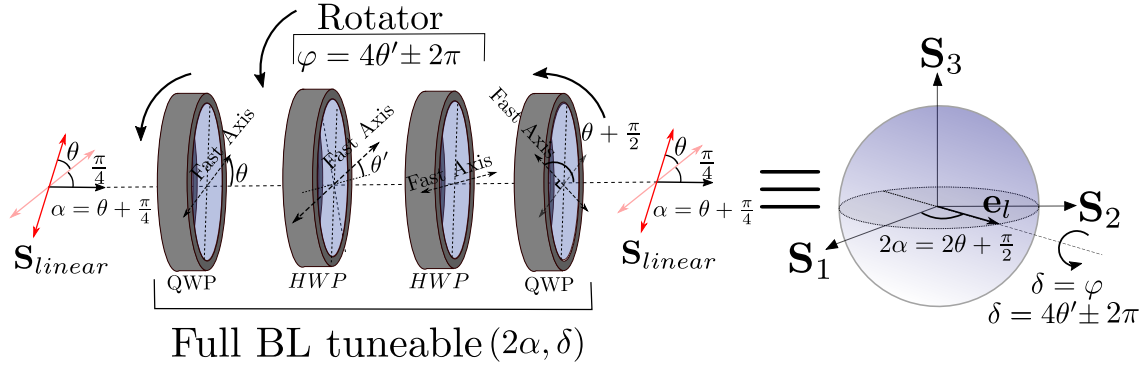 Rotator
φ = 4θ′ ± 2π
Fast Axis
θ
Fast Axis
θ′
Fast Axis
Fast Axis
θ + π/2
θ
π/4
α = θ + π/4
S_linear
QWP
HWP
HWP
QWP
θ
π/4
α = θ + π/4
S_linear
Full BL tuneable (2α, δ)
≡
S₃
S₂
e_l
S₁
2α = 2θ + π/2
δ = φ
δ = 4θ′ ± 2π